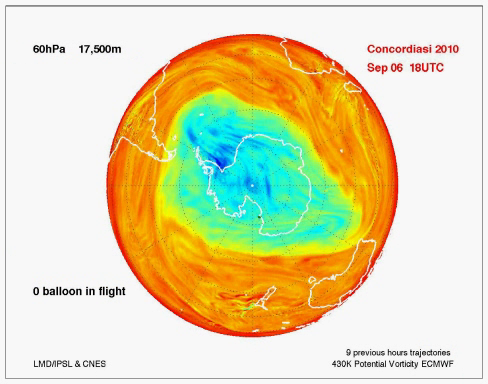 60hPa 17,500m
Concordiasi 2010
Sep 06 18UTC
0 balloon in flight
9 previous hours trajectories
LMD/IPSL & CNES
430K Potential Vorticity ECMWF